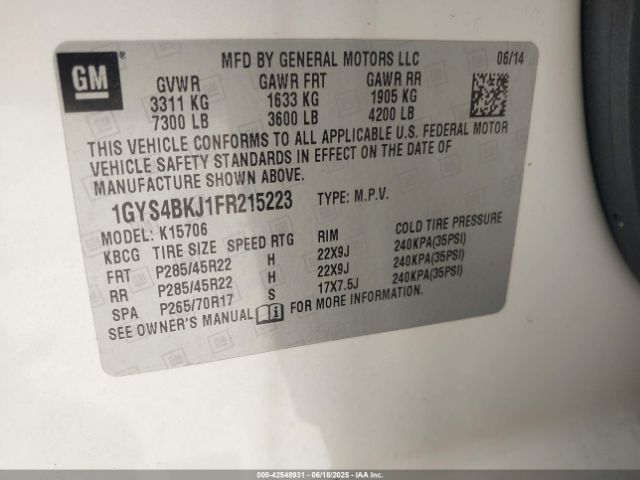 GM
MFD BY GENERAL MOTORS LLC 06/14
GVWR GAWR FRT GAWR RR
3311 KG 1633 KG 1905 KG
7300 LB 3600 LB 4200 LB
THIS VEHICLE CONFORMS TO ALL APPLICABLE U.S. FEDERAL MOTOR
VEHICLE SAFETY STANDARDS IN EFFECT ON THE DATE OF
MANUFACTURE SHOWN ABOVE.
1GYS4BKJ1FR215223 TYPE: M.P.V.
MODEL: K15706
KBCG TIRE SIZE SPEED RTG RIM COLD TIRE PRESSURE
FRT P285/45R22 H 22X9J 240KPA(35PSI)
RR P285/45R22 H 22X9J 240KPA(35PSI)
SPA P265/70R17 S 17X7.5J 240KPA(35PSI)
SEE OWNER'S MANUAL FOR MORE INFORMATION.
000-42548931 - 06/18/2025 - IAA Inc.